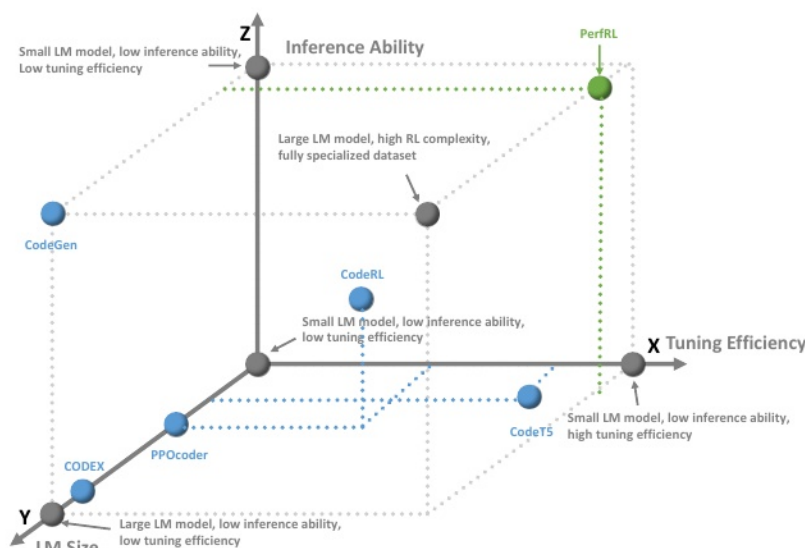 Z
Inference Ability
PerfRL
Small LM model, low inference ability,
Low tuning efficiency
Large LM model, high RL complexity,
fully specialized dataset
CodeGen
CodeRL
Small LM model, low inference ability,
low tuning efficiency
X
Tuning Efficiency
Small LM model, low inference ability,
high tuning efficiency
CodeT5
PPOcoder
CODEX
Y
Large LM model, low inference ability,
low tuning efficiency
LM Size